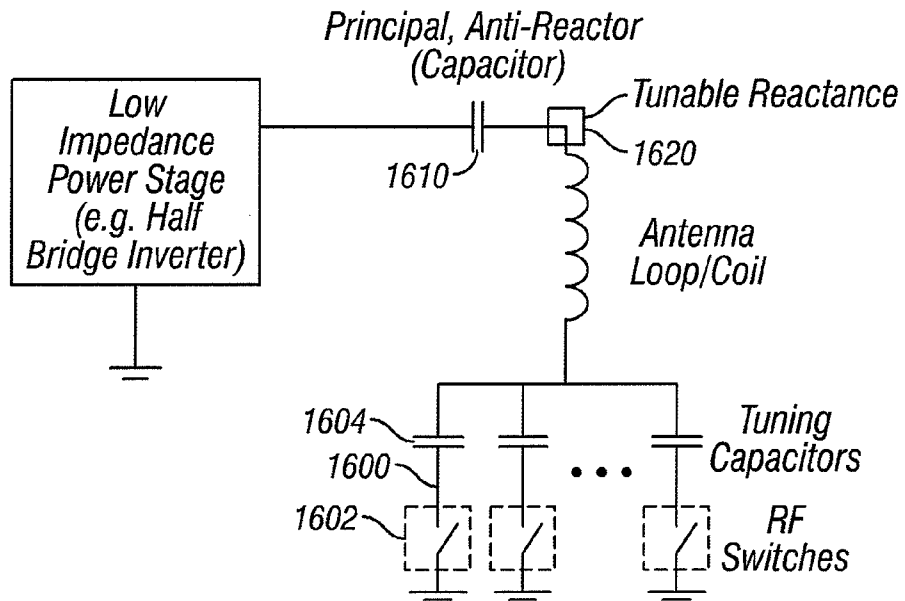 Principal, Anti-Reactor
(Capacitor)
Low
Impedance
Power Stage
(e.g. Half
Bridge Inverter)
Tunable Reactance
1620
1610
Antenna
Loop/Coil
1604
1600
1602
Tuning
Capacitors
RF
Switches